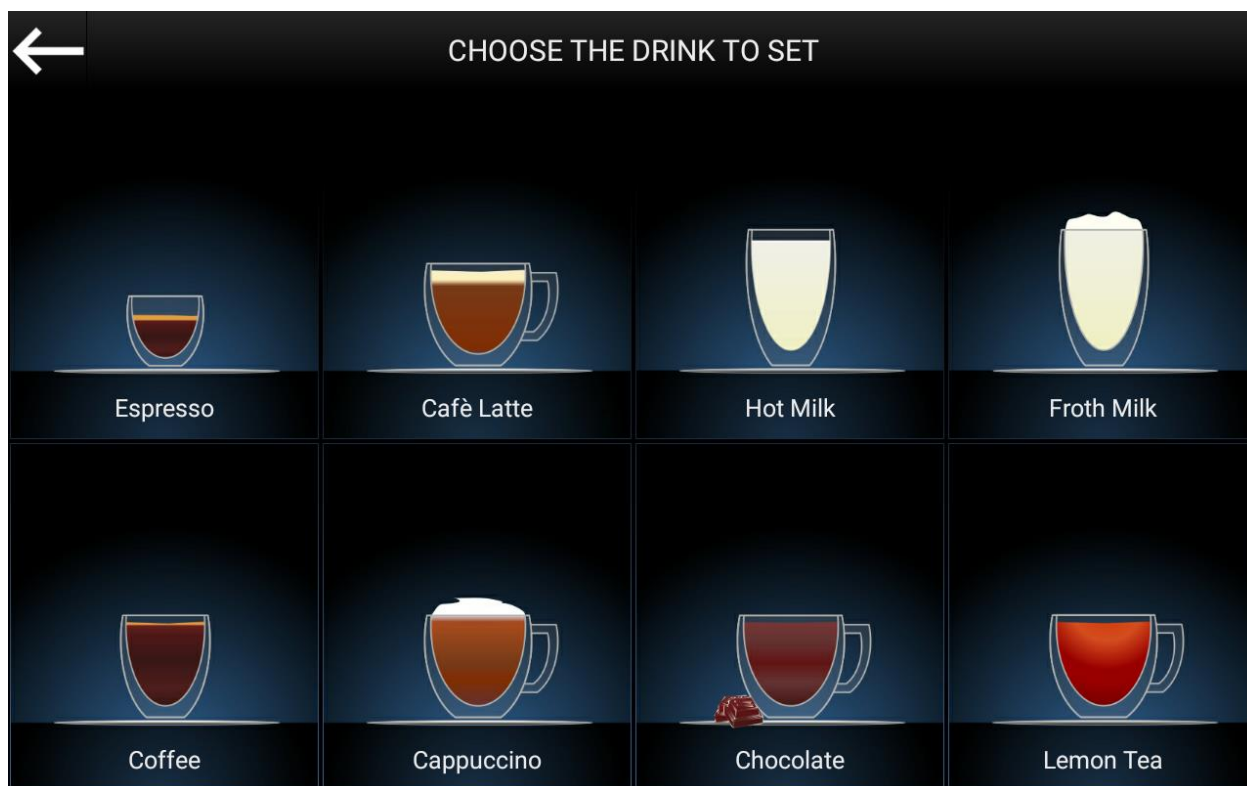 CHOOSE THE DRINK TO SET
Espresso
Cafè Latte
Hot Milk
Froth Milk
Coffee
Cappuccino
Chocolate
Lemon Tea